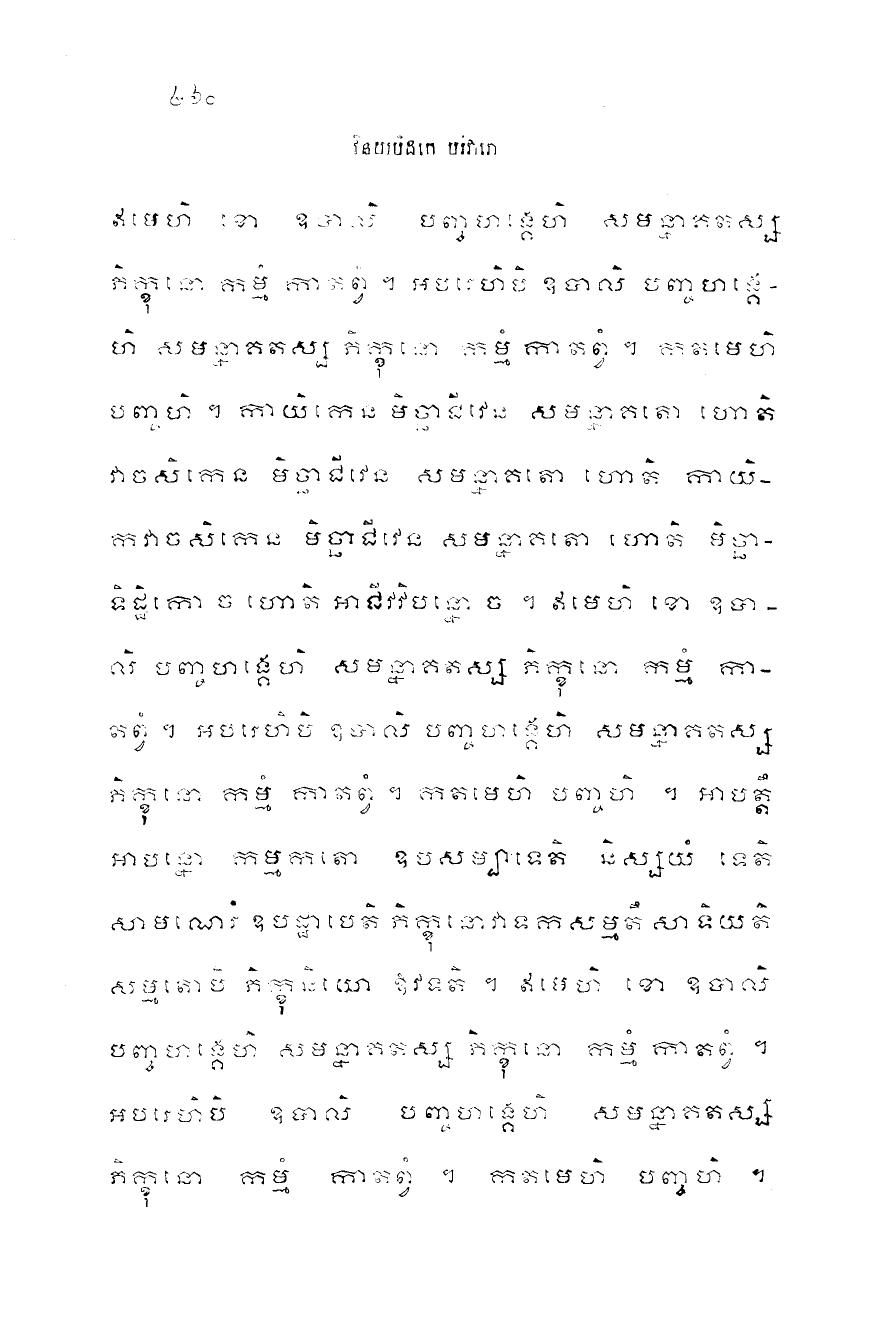 ៤៦០
វិនយបិដកេ បរិវារោ
ឥមេហិ ខោ ឧបាលិ បញ្ចហង្គេហិ សមន្នាគតស្ស
ភិក្ខុនោ កម្មំ កាតព្វំ ។ អបរេហិបិ ឧបាលិ បញ្ចហង្គេ-
ហិ សមន្នាគតស្ស ភិក្ខុនោ កម្មំ កាតព្វំ ។ កតមេហិ
បញ្ចហិ ។ កាយិកេន មិច្ឆាជីវេន សមន្នាគតោ ហោតិ
វាចសិកេន មិច្ឆាជីវេន សមន្នាគតោ ហោតិ កាយិ-
កវាចសិកេន មិច្ឆាជីវេន សមន្នាគតោ ហោតិ មិច្ឆា-
ទិដ្ឋិកោ ច ហោតិ អាជីវវិបន្នោ ច ។ ឥមេហិ ខោ ឧបា-
លិ បញ្ចហង្គេហិ សមន្នាគតស្ស ភិក្ខុនោ កម្មំ កា-
តព្វំ ។ អបរេហិបិ ឧបាលិ បញ្ចហង្គេហិ សមន្នាគតស្ស
ភិក្ខុនោ កម្មំ កាតព្វំ ។ កតមេហិ បញ្ចហិ ។ អាបត្តឹ
អាបន្នោ កម្មកតោ ឧបសម្បាទេតិ និស្សយំ ទេតិ
សាមណេរំ ឧបដ្ឋាបេតិ ភិក្ខុនោវាទកសម្មតឹ សាទិយតិ
សម្មតោបិ ភិក្ខុនិយោ ឱវទតិ ។ ឥមេហិ ខោ ឧបាលិ
បញ្ចហង្គេហិ សមន្នាគតស្ស ភិក្ខុនោ កម្មំ កាតព្វំ ។
អបរេហិបិ ឧបាលិ បញ្ចហង្គេហិ សមន្នាគតស្ស
ភិក្ខុនោ កម្មំ កាតព្វំ ។ កតមេហិ បញ្ចហិ ។